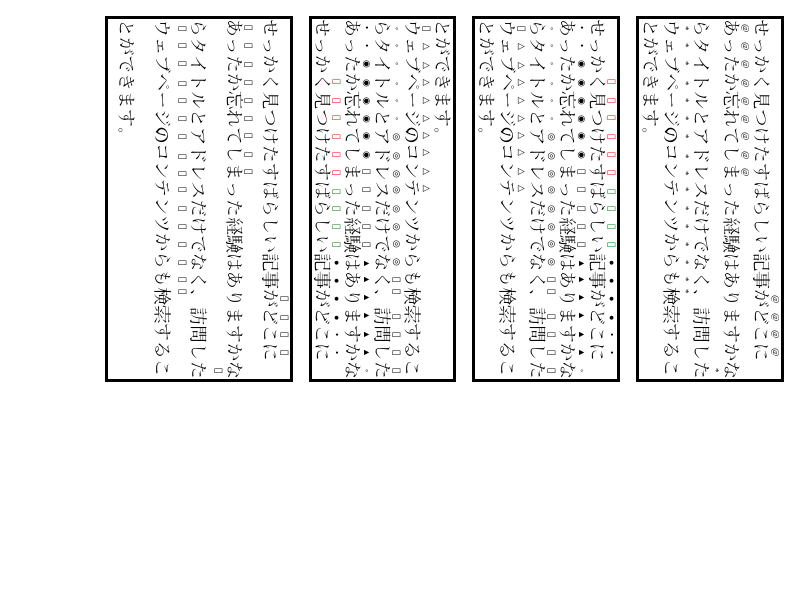 せっかく見つけたすばらしい記事がどこに
あったか忘れてしまった経験はありますかな
らタイトルとアドレスだけでなく、訪問した
ウェブページのコンテンツからも検索するこ
とができます。
せっかく見つけたすばらしい記事がどこに
あったか忘れてしまった経験はありますかな
らタイトルとアドレスだけでなく、訪問した
ウェブページのコンテンツからも検索するこ
とができます。
せっかく見つけたすばらしい記事がどこに
あったか忘れてしまった経験はありますかな
らタイトルとアドレスだけでなく、訪問した
ウェブページのコンテンツからも検索するこ
とができます。
せっかく見つけたすばらしい記事がどこに
あったか忘れてしまった経験はありますかな
らタイトルとアドレスだけでなく、訪問した
ウェブページのコンテンツからも検索するこ
とができます。